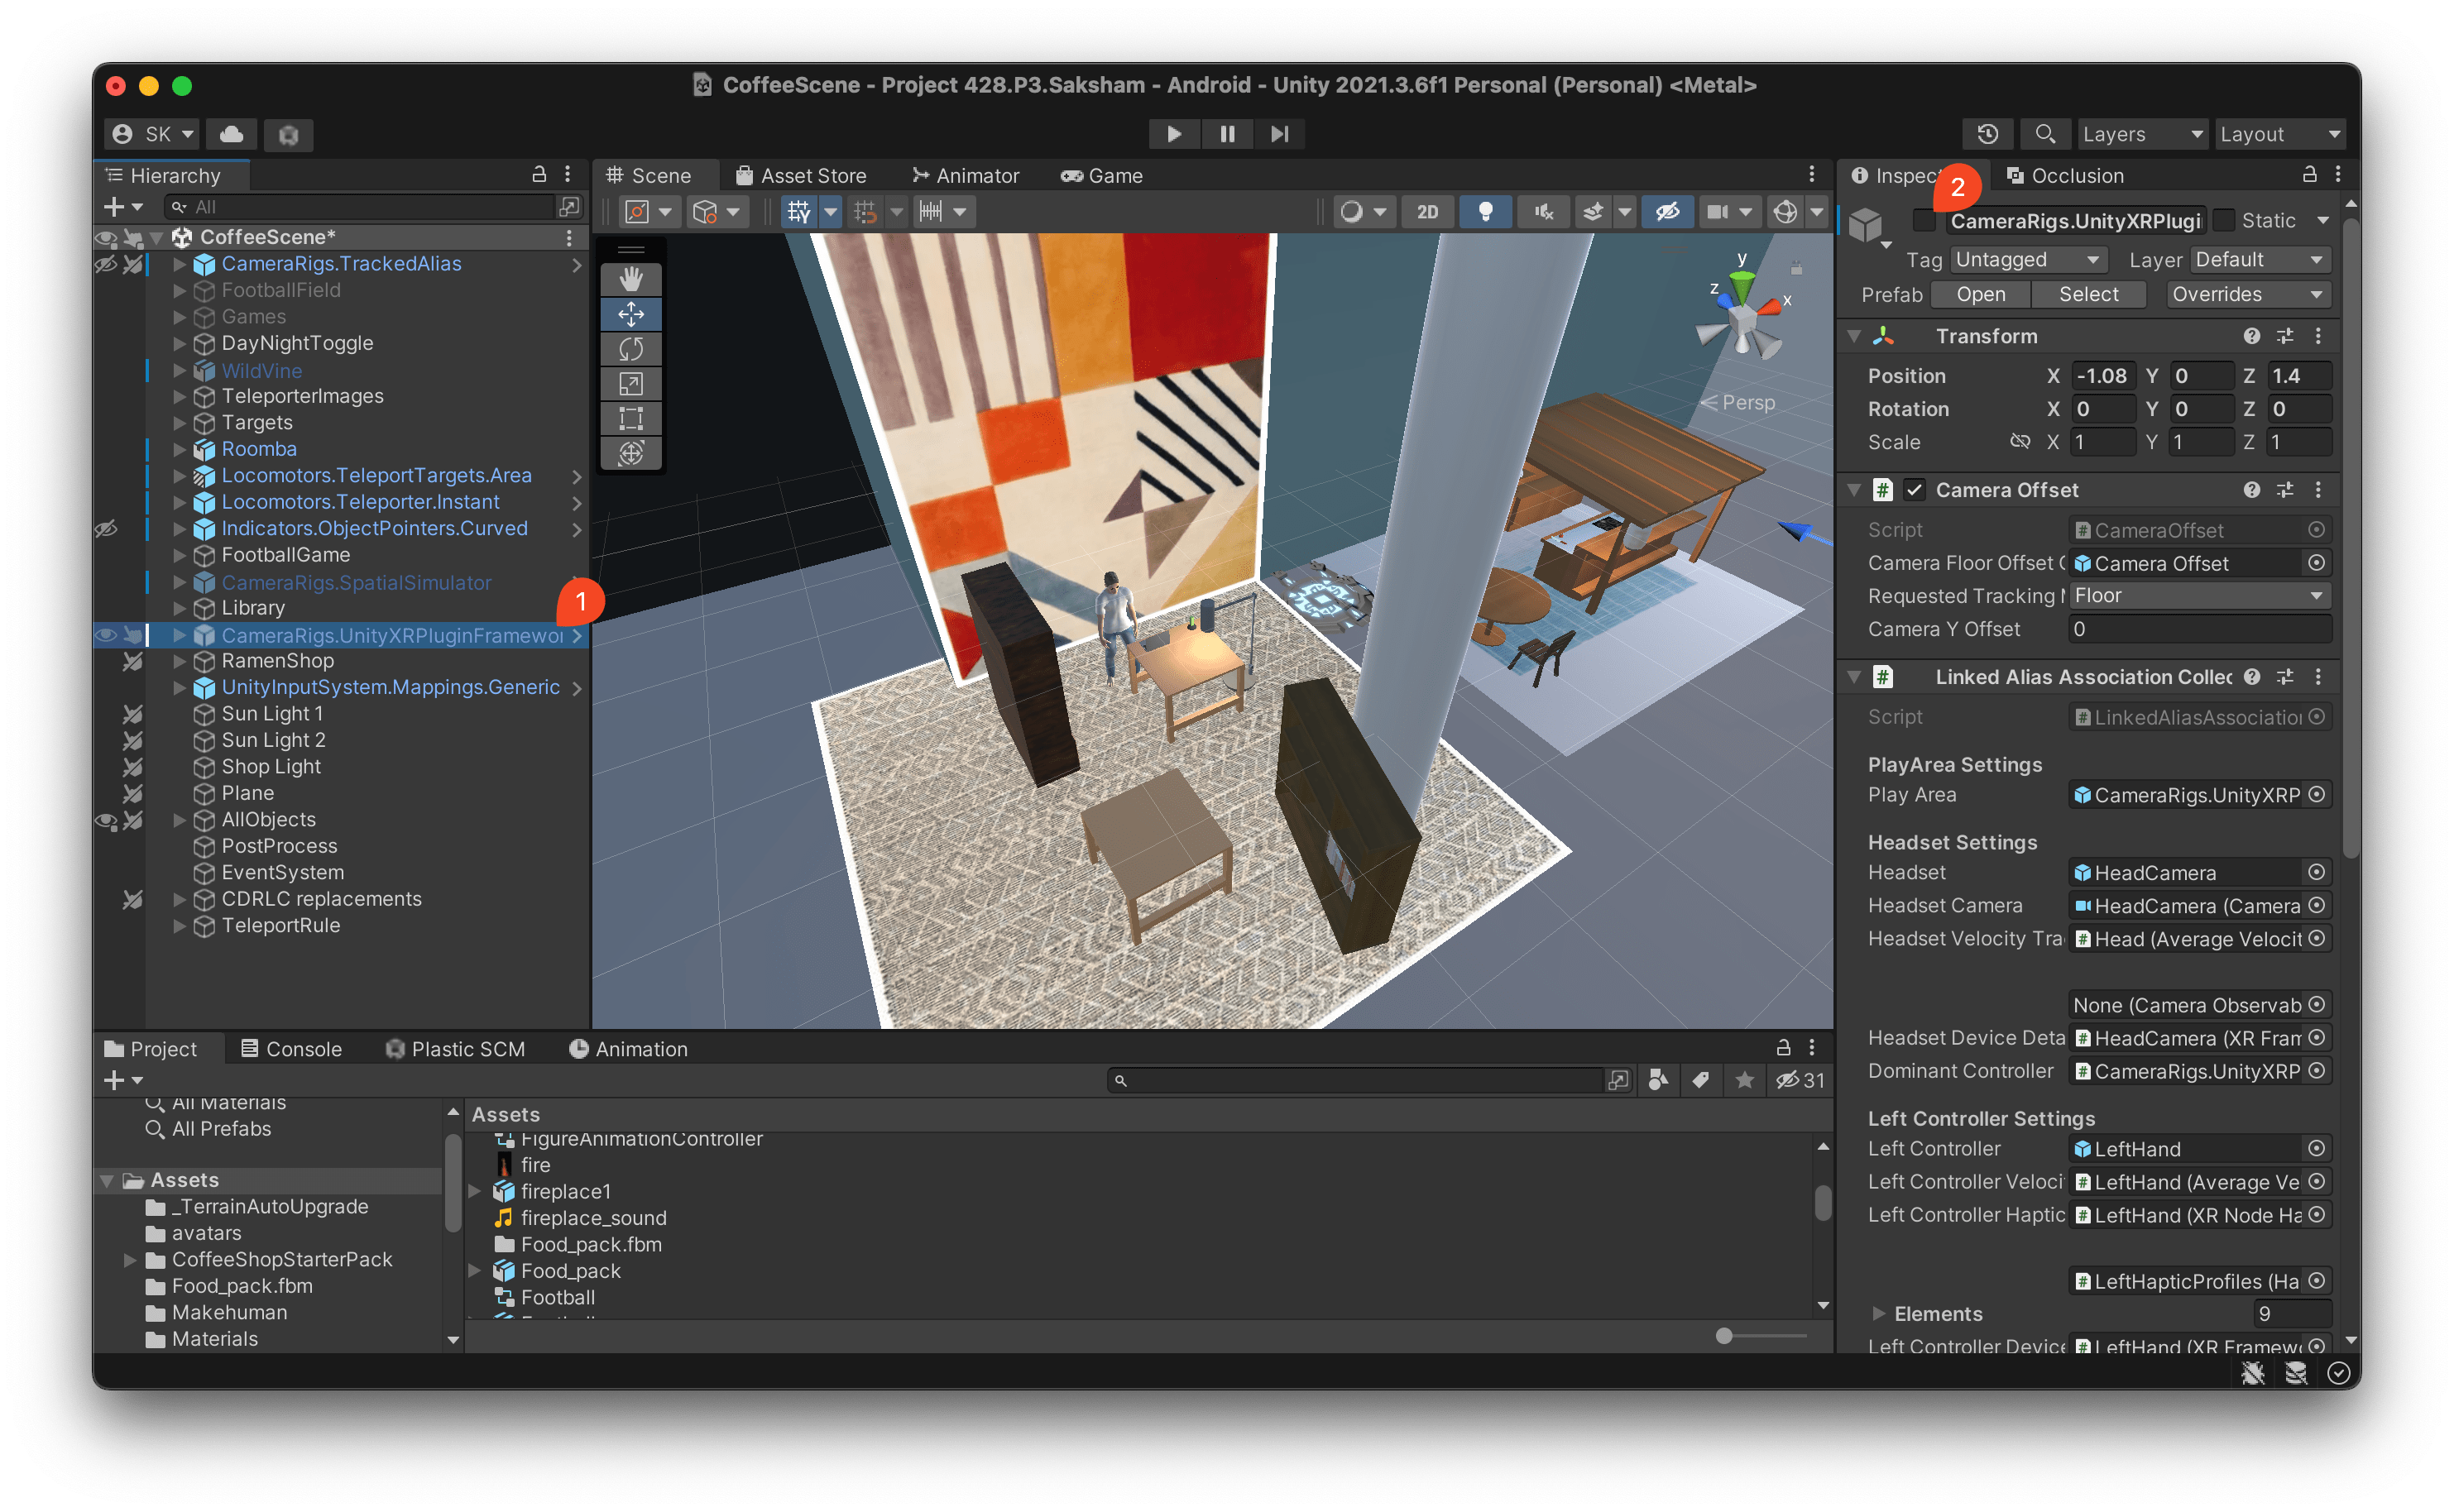 CoffeeScene - Project 428.P3.Saksham - Android - Unity 2021.3.6f1 Personal (Personal) <Metal>
SK
Layers
Layout
Hierarchy
All
CoffeeScene*
CameraRigs.TrackedAlias
FootballField
Games
DayNightToggle
WildVine
TeleporterImages
Targets
Roomba
Locomotors.TeleportTargets.Area
Locomotors.Teleporter.Instant
Indicators.ObjectPointers.Curved
FootballGame
CameraRigs.SpatialSimulator
Library
1
CameraRigs.UnityXRPluginFramewor
RamenShop
UnityInputSystem.Mappings.Generic
Sun Light 1
Sun Light 2
Shop Light
Plane
AllObjects
PostProcess
EventSystem
CDRLC replacements
TeleportRule
Scene
Asset Store
Animator
Game
2D
y
z
x
Persp
Inspec
2
Occlusion
CameraRigs.UnityXRPlugi
Static
Tag Untagged
Layer Default
Prefab Open Select Overrides
Transform
Position X -1.08 Y 0 Z 1.4
Rotation X 0 Y 0 Z 0
Scale X 1 Y 1 Z 1
# Camera Offset
Script # CameraOffset
Camera Floor Offset Camera Offset
Requested Tracking Floor
Camera Y Offset 0
# Linked Alias Association Collec
Script # LinkedAliasAssociation
PlayArea Settings
Play Area CameraRigs.UnityXRP
Headset Settings
Headset HeadCamera
Headset Camera HeadCamera (Camera
Headset Velocity Tra # Head (Average Velocit
None (Camera Observab
Headset Device Deta # HeadCamera (XR Fram
Dominant Controller # CameraRigs.UnityXRP
Left Controller Settings
Left Controller LeftHand
Left Controller Veloci # LeftHand (Average Ve
Left Controller Haptic # LeftHand (XR Node Ha
# LeftHapticProfiles (Ha
Elements 9
Left Controller Device # LeftHand (XR Framew
Project
Console
Plastic SCM
Animation
31
All Materials
All Prefabs
Assets
_TerrainAutoUpgrade
avatars
CoffeeShopStarterPack
Food_pack.fbm
Makehuman
Materials
Assets
FigureAnimationController
fire
fireplace1
fireplace_sound
Food_pack.fbm
Food_pack
Football